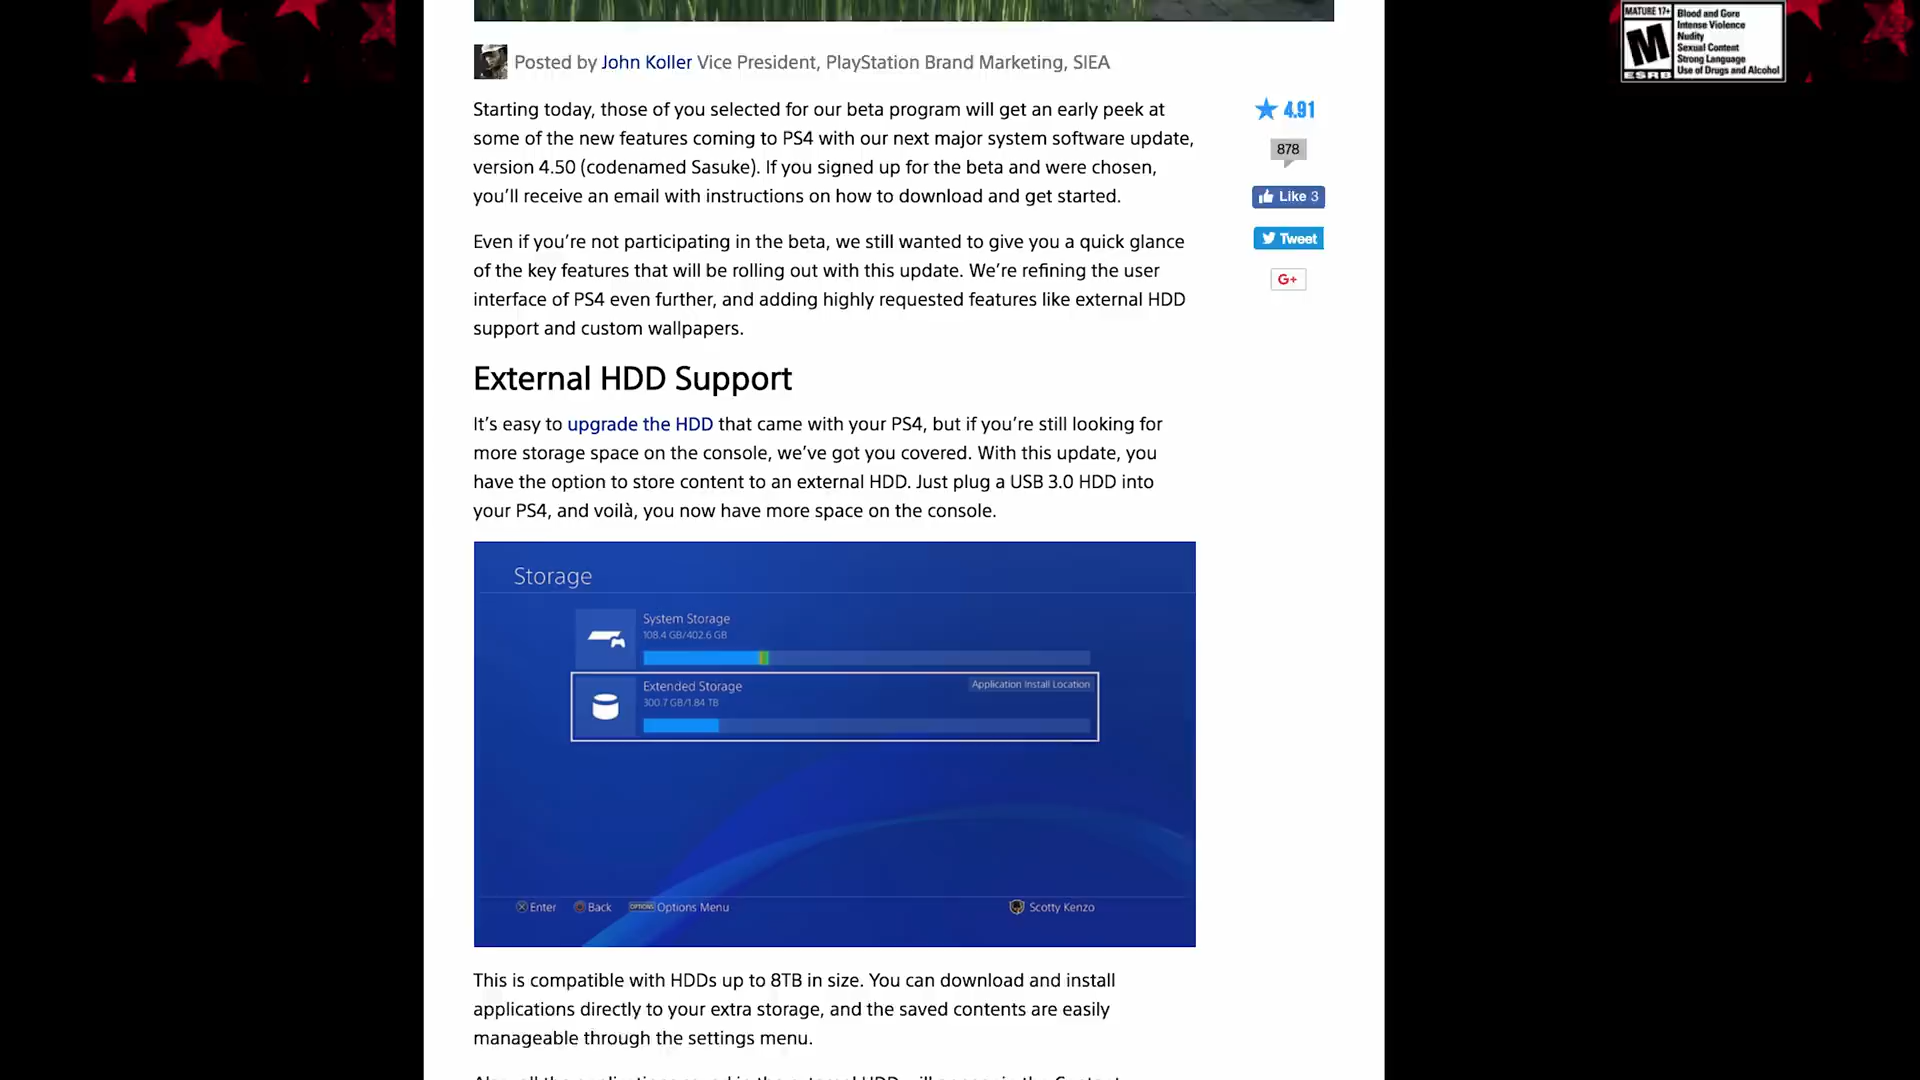 MATURE 17+
M
ESRB
Blood and Gore
Intense Violence
Nudity
Sexual Content
Strong Language
Use of Drugs and Alcohol
Posted by John Koller Vice President, PlayStation Brand Marketing, SIEA
Starting today, those of you selected for our beta program will get an early peek at
some of the new features coming to PS4 with our next major system software update,
version 4.50 (codenamed Sasuke). If you signed up for the beta and were chosen,
you’ll receive an email with instructions on how to download and get started.
4.91
878
Like 3
Tweet
G+
Even if you’re not participating in the beta, we still wanted to give you a quick glance
of the key features that will be rolling out with this update. We’re refining the user
interface of PS4 even further, and adding highly requested features like external HDD
support and custom wallpapers.
External HDD Support
It’s easy to upgrade the HDD that came with your PS4, but if you’re still looking for
more storage space on the console, we’ve got you covered. With this update, you
have the option to store content to an external HDD. Just plug a USB 3.0 HDD into
your PS4, and voilà, you now have more space on the console.
Storage
System Storage
108.4 GB/402.6 GB
Extended Storage
Application Install Location
300.7 GB/1.84 TB
Enter
Back
OPTIONS Options Menu
Scotty Kenzo
This is compatible with HDDs up to 8TB in size. You can download and install
applications directly to your extra storage, and the saved contents are easily
manageable through the settings menu.